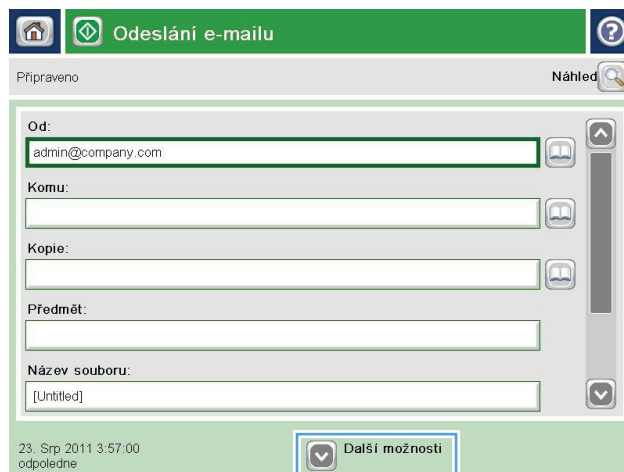 Odeslání e-mailu
Připraveno
Náhled
Od:
admin@company.com
Komu:
Kopie:
Předmět:
Název souboru:
[Untitled]
23. Srp 2011 3:57:00
odpoledne
Další možnosti